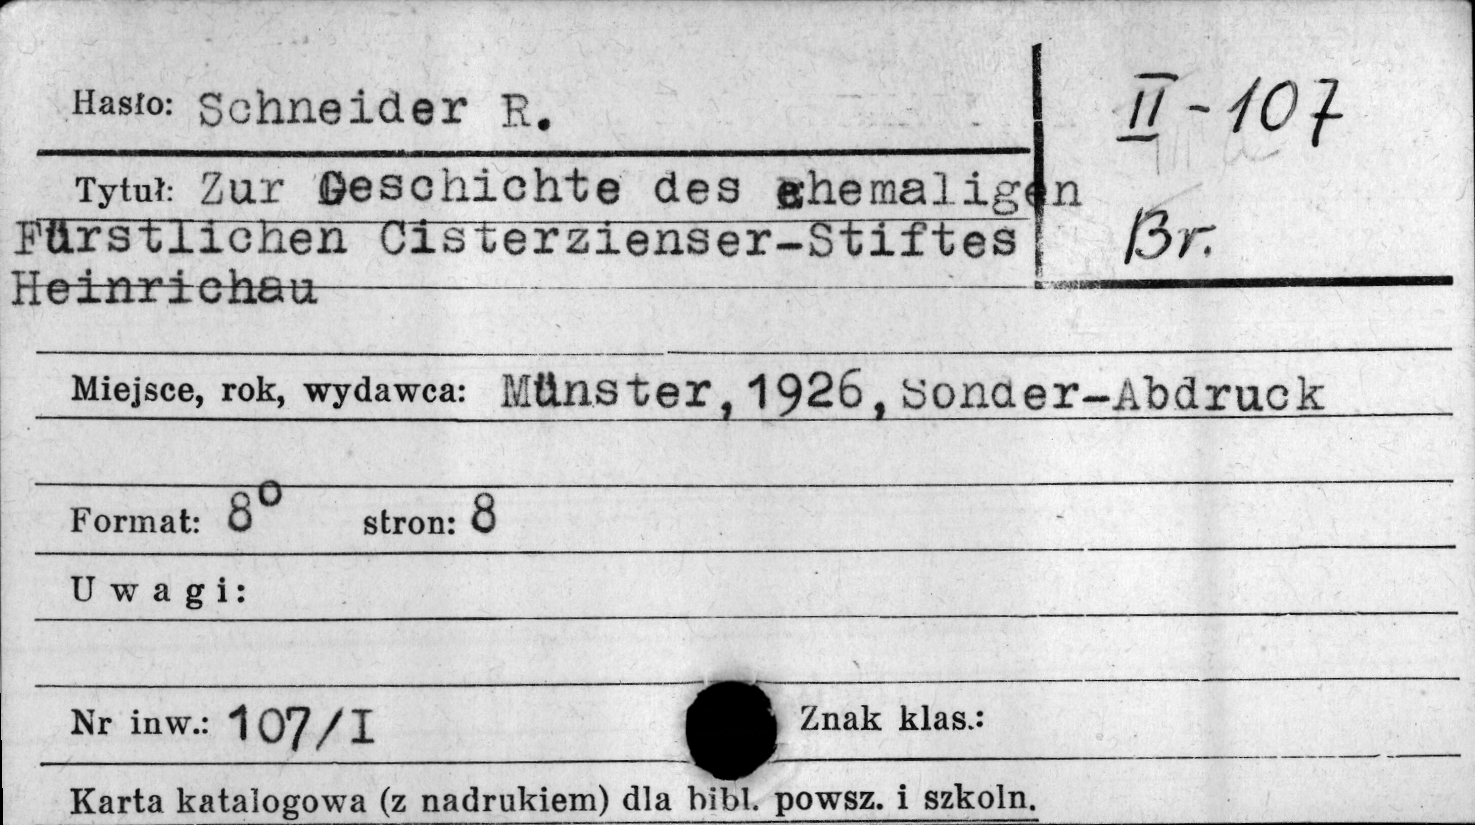 Hasło: Schneider R.
II-107
Tytuł: Zur Geschichte des ehemaligen
Fürstlichen Cisterzienser-Stiftes
Br.
Heinrichau
Miejsce, rok, wydawca: Münster, 1926, Sonder-Abdruck
Format: 8° stron: 8
Uwagi:
Nr inw.: 107/I Znak klas.:
Karta katalogowa (z nadrukiem) dla bibl. powsz. i szkoln.